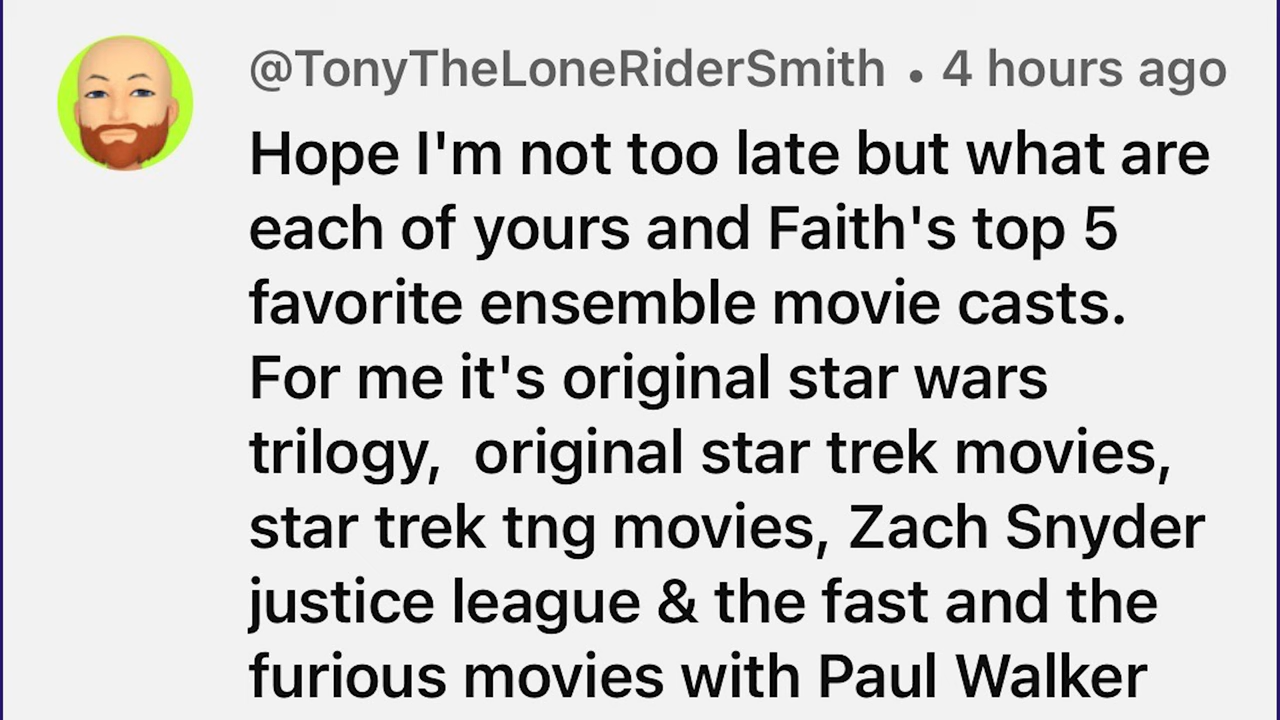 @TonyTheLoneRiderSmith • 4 hours ago
Hope I'm not too late but what are
each of yours and Faith's top 5
favorite ensemble movie casts.
For me it's original star wars
trilogy,  original star trek movies,
star trek tng movies, Zach Snyder
justice league & the fast and the
furious movies with Paul Walker